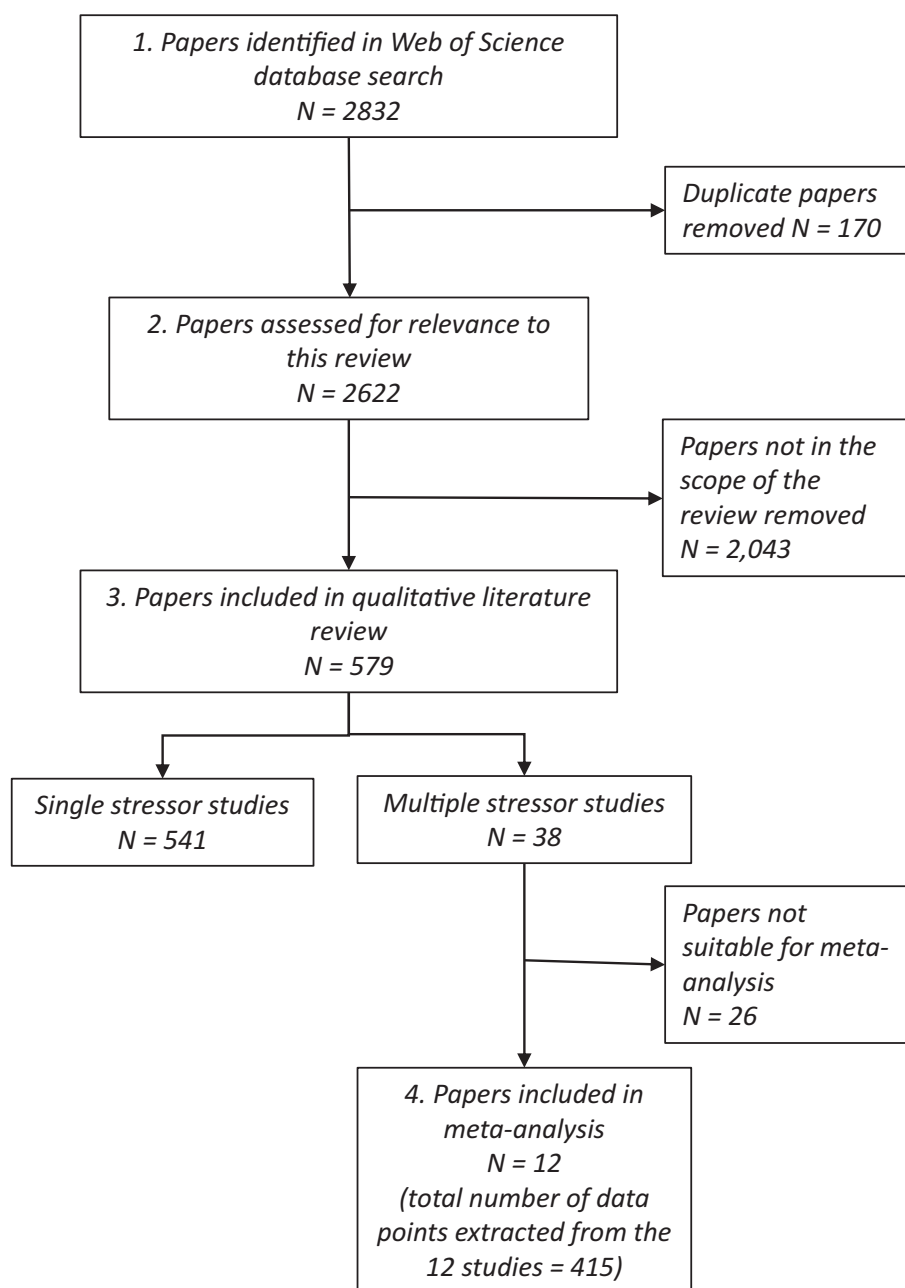 1. Papers identified in Web of Science
database search
N = 2832
Duplicate papers
removed N = 170
2. Papers assessed for relevance to
this review
N = 2622
Papers not in the
scope of the
review removed
N = 2,043
3. Papers included in qualitative literature
review
N = 579
Single stressor studies
N = 541
Multiple stressor studies
N = 38
Papers not
suitable for meta-
analysis
N = 26
4. Papers included in
meta-analysis
N = 12
(total number of data
points extracted from the
12 studies = 415)